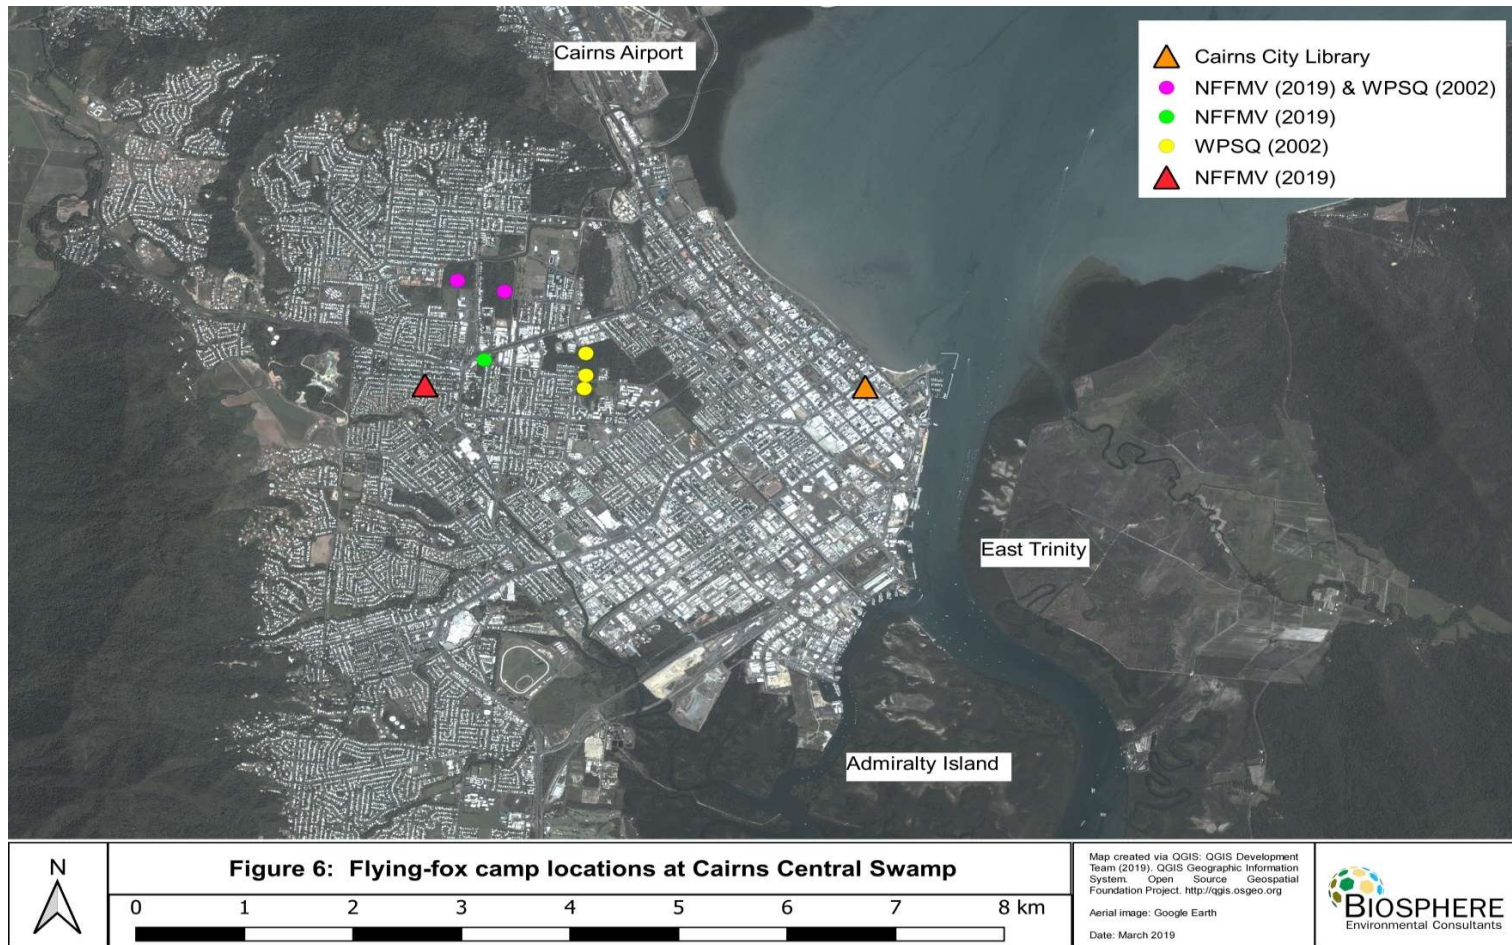 Cairns Airport
Cairns City Library
NFFMV (2019) & WPSQ (2002)
NFFMV (2019)
WPSQ (2002)
NFFMV (2019)
East Trinity
Admiralty Island
N
Figure 6: Flying-fox camp locations at Cairns Central Swamp
0 1 2 3 4 5 6 7 8 km
Map created via QGIS: QGIS Development
Team (2019). QGIS Geographic Information
System. Open Source Geospatial
Foundation Project. http://qgis.osgeo.org
Aerial image: Google Earth
Date: March 2019
BIOSPHERE
Environmental Consultants